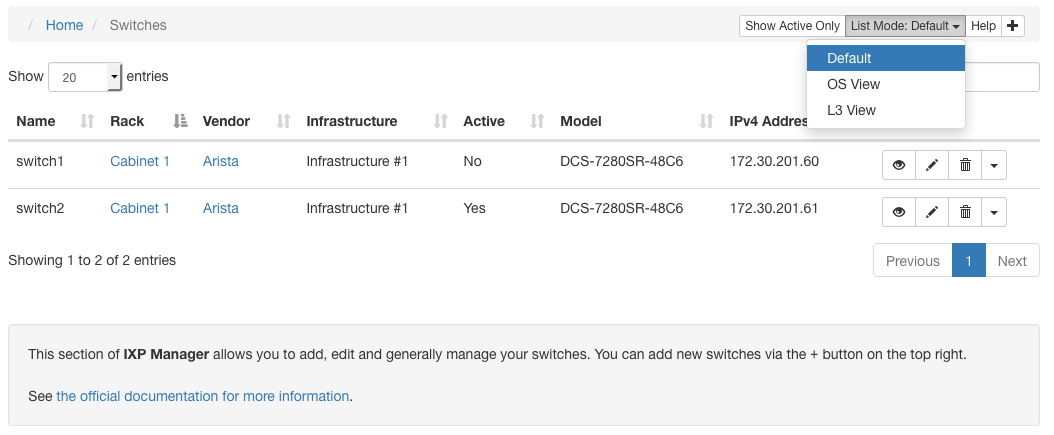 / Home / Switches Show Active Only List Mode: Default Help
Default
OS View
L3 View
Show 20 entries
Name Rack Vendor Infrastructure Active Model IPv4 Addres
switch1 Cabinet 1 Arista Infrastructure #1 No DCS-7280SR-48C6 172.30.201.60
switch2 Cabinet 1 Arista Infrastructure #1 Yes DCS-7280SR-48C6 172.30.201.61
Showing 1 to 2 of 2 entries Previous 1 Next
This section of IXP Manager allows you to add, edit and generally manage your switches. You can add new switches via the + button on the top right.
See the official documentation for more information.